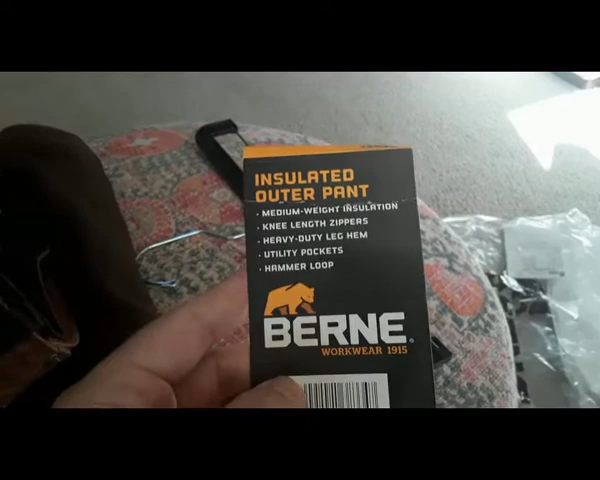 INSULATED
OUTER PANT
· MEDIUM-WEIGHT INSULATION
· KNEE LENGTH ZIPPERS
· HEAVY-DUTY LEG HEM
· UTILITY POCKETS
· HAMMER LOOP
BERNE®
WORKWEAR 1915